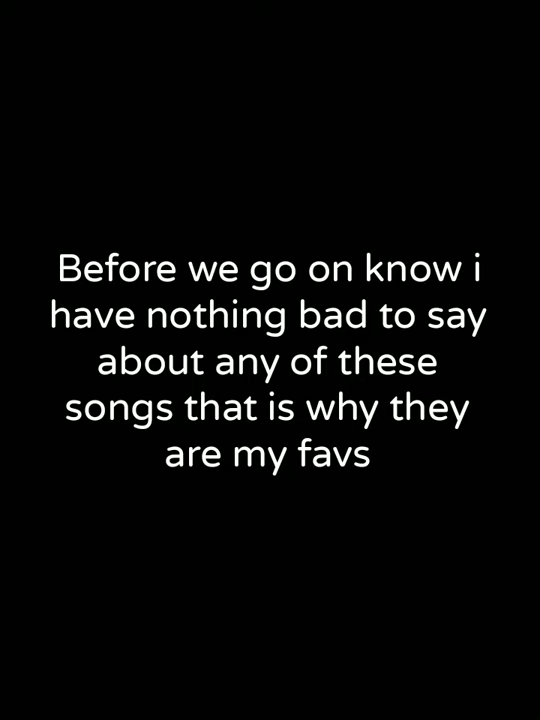 Before we go on know i
have nothing bad to say
about any of these
songs that is why they
are my favs